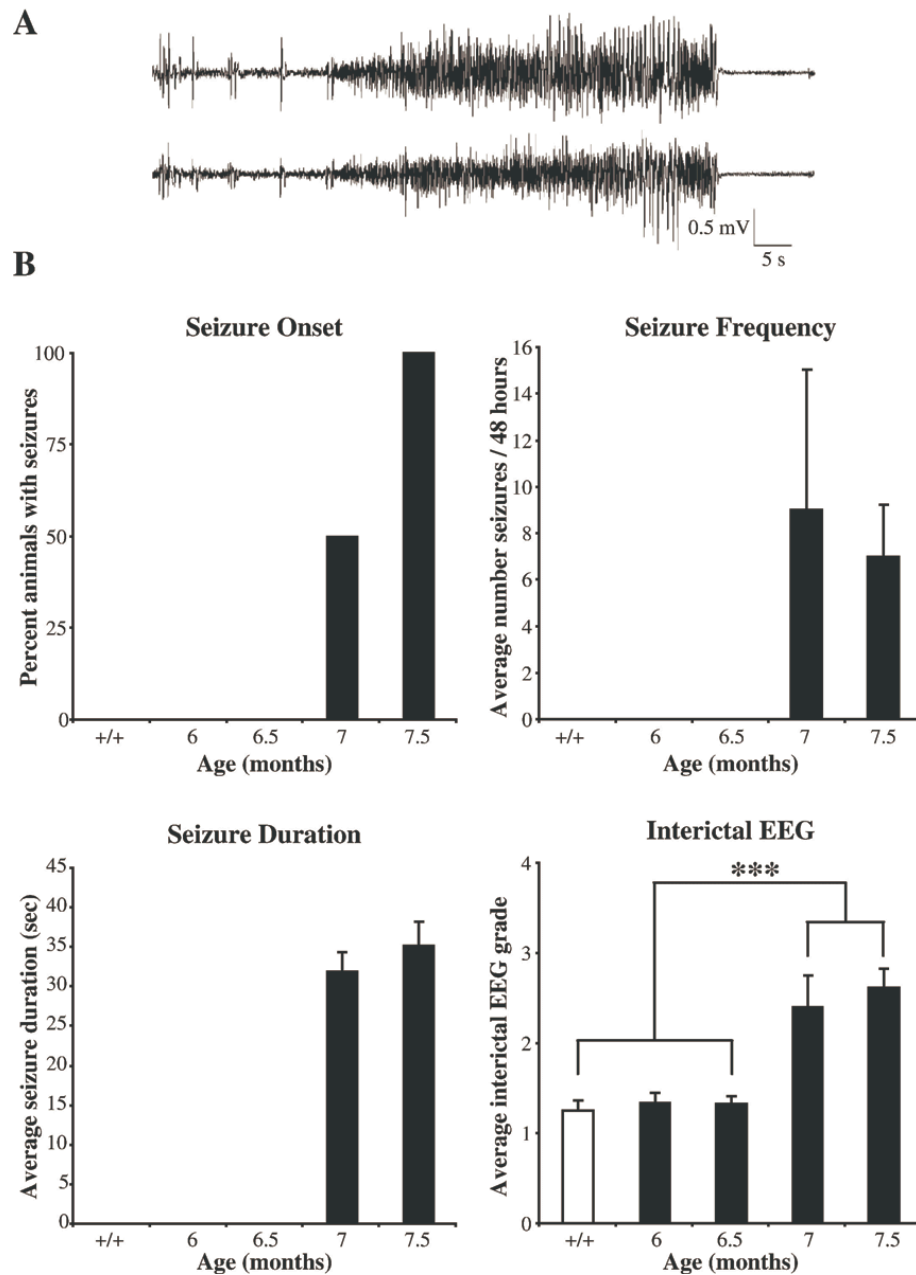 A
0.5 mV
5 s
B
Seizure Onset
Percent animals with seizures
100
75
50
25
0
+/+ 6 6.5 7 7.5
Age (months)
Seizure Frequency
Average number seizures / 48 hours
16
14
12
10
8
6
4
2
0
+/+ 6 6.5 7 7.5
Age (months)
Seizure Duration
Average seizure duration (sec)
45
40
35
30
25
20
15
10
5
0
+/+ 6 6.5 7 7.5
Age (months)
Interictal EEG
Average interictal EEG grade
4
3
2
1
0
***
+/+ 6 6.5 7 7.5
Age (months)